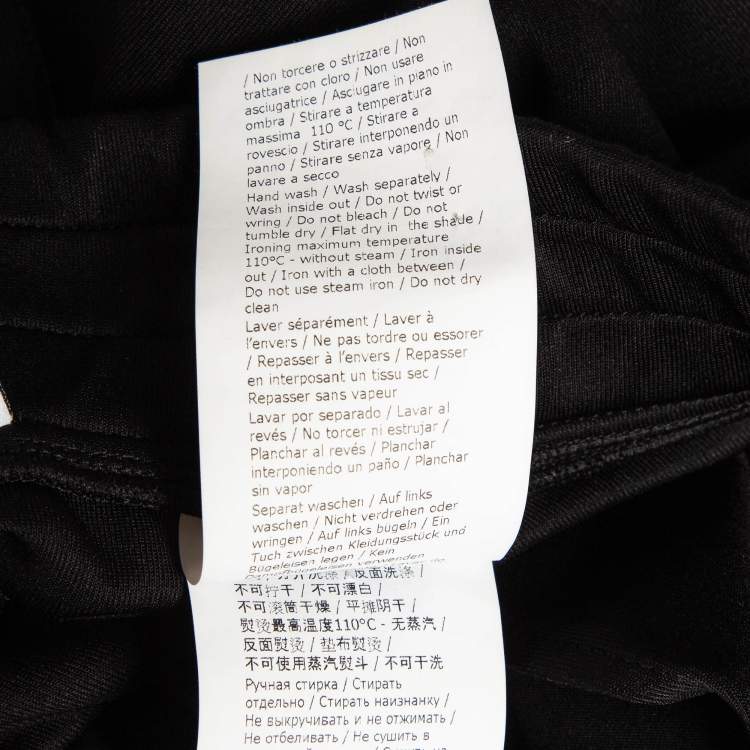 / Non torcere o strizzare / Non
trattare con cloro / Non usare
asciugatrice / Asciugare in piano in
ombra / Stirare a temperatura
massima 110 °C / Stirare a
rovescio / Stirare interponendo un
panno / Stirare senza vapore / Non
lavare a secco
Hand wash / Wash separately /
Wash inside out / Do not twist or
wring / Do not bleach / Do not
tumble dry / Flat dry in the shade /
Ironing maximum temperature
110°C - without steam / Iron inside
out / Iron with a cloth between /
Do not use steam iron / Do not dry
clean
Laver séparément / Laver à
l'envers / Ne pas tordre ou essorer
/ Repasser à l'envers / Repasser
en interposant un tissu sec /
Repasser sans vapeur
Lavar por separado / Lavar al
revés / No torcer ni estrujar /
Planchar al revés / Planchar
interponiendo un paño / Planchar
sin vapor
Separat waschen / Auf links
waschen / Nicht verdrehen oder
wringen / Auf links bügeln / Ein
Tuch zwischen Kleidungsstück und
Bügeleisen legen / Kein
反面洗涤 /
不可拧干 / 不可漂白 /
不可滚筒干燥 / 平摊阴干 /
熨烫最高温度110°C - 无蒸汽 /
反面熨烫 / 垫布熨烫 /
不可使用蒸汽熨斗 / 不可干洗
Ручная стирка / Стирать
отдельно / Стирать наизнанку /
Не выкручивать и не отжимать /
Не отбеливать / Не сушить в